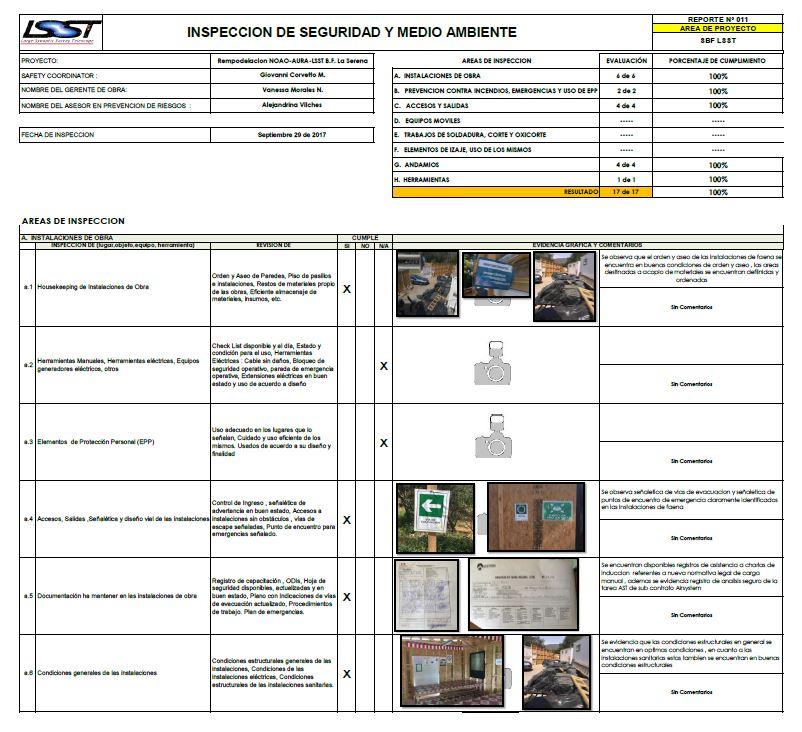 LSST
Large Synoptic Survey Telescope
INSPECCION DE SEGURIDAD Y MEDIO AMBIENTE
REPORTE Nº 011
AREA DE PROYECTO
SBF LSST
PROYECTO: Rempodelacion NOAO-AURA-LSST B.F. La Serena
SAFETY COORDINATOR : Giovanni Corvetto M.
NOMBRE DEL GERENTE DE OBRA: Vanessa Morales N.
NOMBRE DEL ASESOR EN PREVENCION DE RIESGOS : Alejandrina Vilches
FECHA DE INSPECCION Septiembre 29 de 2017
AREAS DE INSPECCION EVALUACIÓN PORCENTAJE DE CUMPLIMIENTO
A. INSTALACIONES DE OBRA 6 de 6 100%
B. PREVENCION CONTRA INCENDIOS, EMERGENCIAS Y USO DE EPP 2 de 2 100%
C. ACCESOS Y SALIDAS 4 de 4 100%
D. EQUIPOS MOVILES ----- -----
E. TRABAJOS DE SOLDADURA, CORTE Y OXICORTE ----- -----
F. ELEMENTOS DE IZAJE, USO DE LOS MISMOS ----- -----
G. ANDAMIOS 4 de 4 100%
H. HERRAMIENTAS 1 de 1 100%
RESULTADO 17 de 17 100%
AREAS DE INSPECCION
A. INSTALACIONES DE OBRA CUMPLE
INSPECCION DE (lugar,objeto,equipo, herramienta) REVISION DE SI NO N/A EVIDENCIA GRAFICA Y COMENTARIOS
a.1 Housekeeping de Instalaciones de Obra
Orden y Aseo de Paredes, Piso de pasillos
e instalaciones, Restos de materiales propio
de las obras, Eficiente almacenaje de
materiales, insumos, etc.
X
Se observa que el orden y aseo de las instalaciones de faena se
encuentra en buenas condiciones de orden y aseo , las areas
destinadas a acopio de materiales se encuentran definidas y
ordenadas
Sin Comentarios
a.2 Herramientas Manuales, Herramientas eléctricas, Equipos
generadores eléctricos, otros
Check List disponible y al día, Estado y
condición para el uso, Herramientas
Eléctricas : Cable sin daños, Bloqueo de
seguridad operativo, parada de emergencia
operativa, Extensiones eléctricas en buen
estado y uso de acuerdo a diseño
X
Sin Comentarios
a.3 Elementos de Protección Personal (EPP)
Uso adecuado en los lugares que lo
señalan, Cuidado y uso eficiente de los
mismos. Usados de acuerdo a su diseño y
finalidad
X
Sin Comentarios
a.4 Accesos, Salidas ,Señalética y diseño vial de las instalaciones
Control de Ingreso , señalética de
advertencia en buen estado, Accesos a
instalaciones sin obstáculos , vías de
escape señaladas, Punto de encuentro para
emergencias señalado.
X
Se observa señaletica de vias de evacuacion y señaletica de
puntos de encuentro de emergencia claramente identificados
en las instalaciones de faena
Sin Comentarios
a.5 Documentación ha mantener en las instalaciones de obra
Registro de capacitación , ODIs, Hoja de
seguridad disponible, actualizadas y en
buen estado, Plano con indicaciones de vías
de evacuación actualizado, Procedimientos
de trabajo. Plan de emergencias.
X
Se encuentran disponibles registros de asistencia a charlas de
induccion referentes a nueva normativa legal de carga
manual , ademas se evidencia registro de analisis seguro de la
tarea AST de sub contrato Airsystem
Sin Comentarios
a.6 Condiciones generales de las instalaciones
Condiciones estructurales generales de las
instalaciones, Condiciones de las
instalaciones eléctricas, Condiciones
estructurales de las instalaciones sanitarias.
X
Se evidencia que las condiciones estructurales en general se
encuentran en optimas condiciones , en cuanto a las
instalaciones sanitarias estas tambien se encuentran en buenas
condiciones estructurales
Sin Comentarios